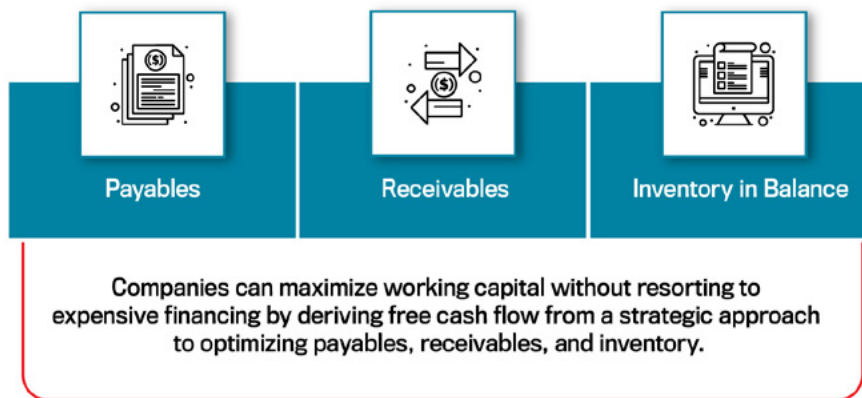 ($)
($)
Payables
Receivables
Inventory in Balance
Companies can maximize working capital without resorting to
expensive financing by deriving free cash flow from a strategic approach
to optimizing payables, receivables, and inventory.